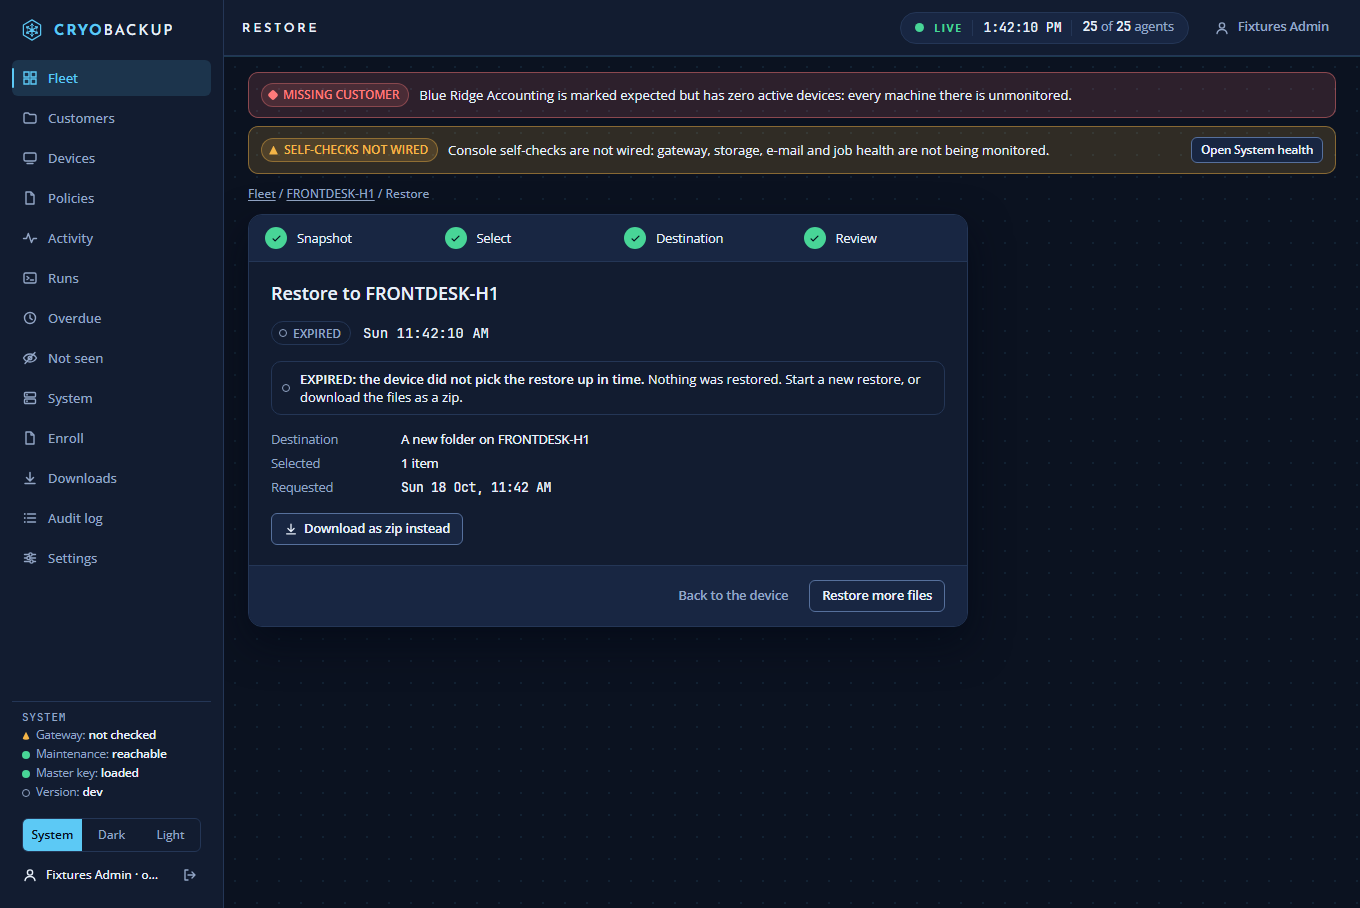 CRYOBACKUP
RESTORE
LIVE 1:42:10 PM 25 of 25 agents
Fixtures Admin
Fleet
Customers
Devices
Policies
Activity
Runs
Overdue
Not seen
System
Enroll
Downloads
Audit log
Settings
MISSING CUSTOMER Blue Ridge Accounting is marked expected but has zero active devices: every machine there is unmonitored.
SELF-CHECKS NOT WIRED Console self-checks are not wired: gateway, storage, e-mail and job health are not being monitored. Open System health
Fleet / FRONTDESK-H1 / Restore
Snapshot Select Destination Review
Restore to FRONTDESK-H1
EXPIRED Sun 11:42:10 AM
EXPIRED: the device did not pick the restore up in time. Nothing was restored. Start a new restore, or
download the files as a zip.
Destination A new folder on FRONTDESK-H1
Selected 1 item
Requested Sun 18 Oct, 11:42 AM
Download as zip instead
Back to the device Restore more files
SYSTEM
Gateway: not checked
Maintenance: reachable
Master key: loaded
Version: dev
System Dark Light
Fixtures Admin · o...